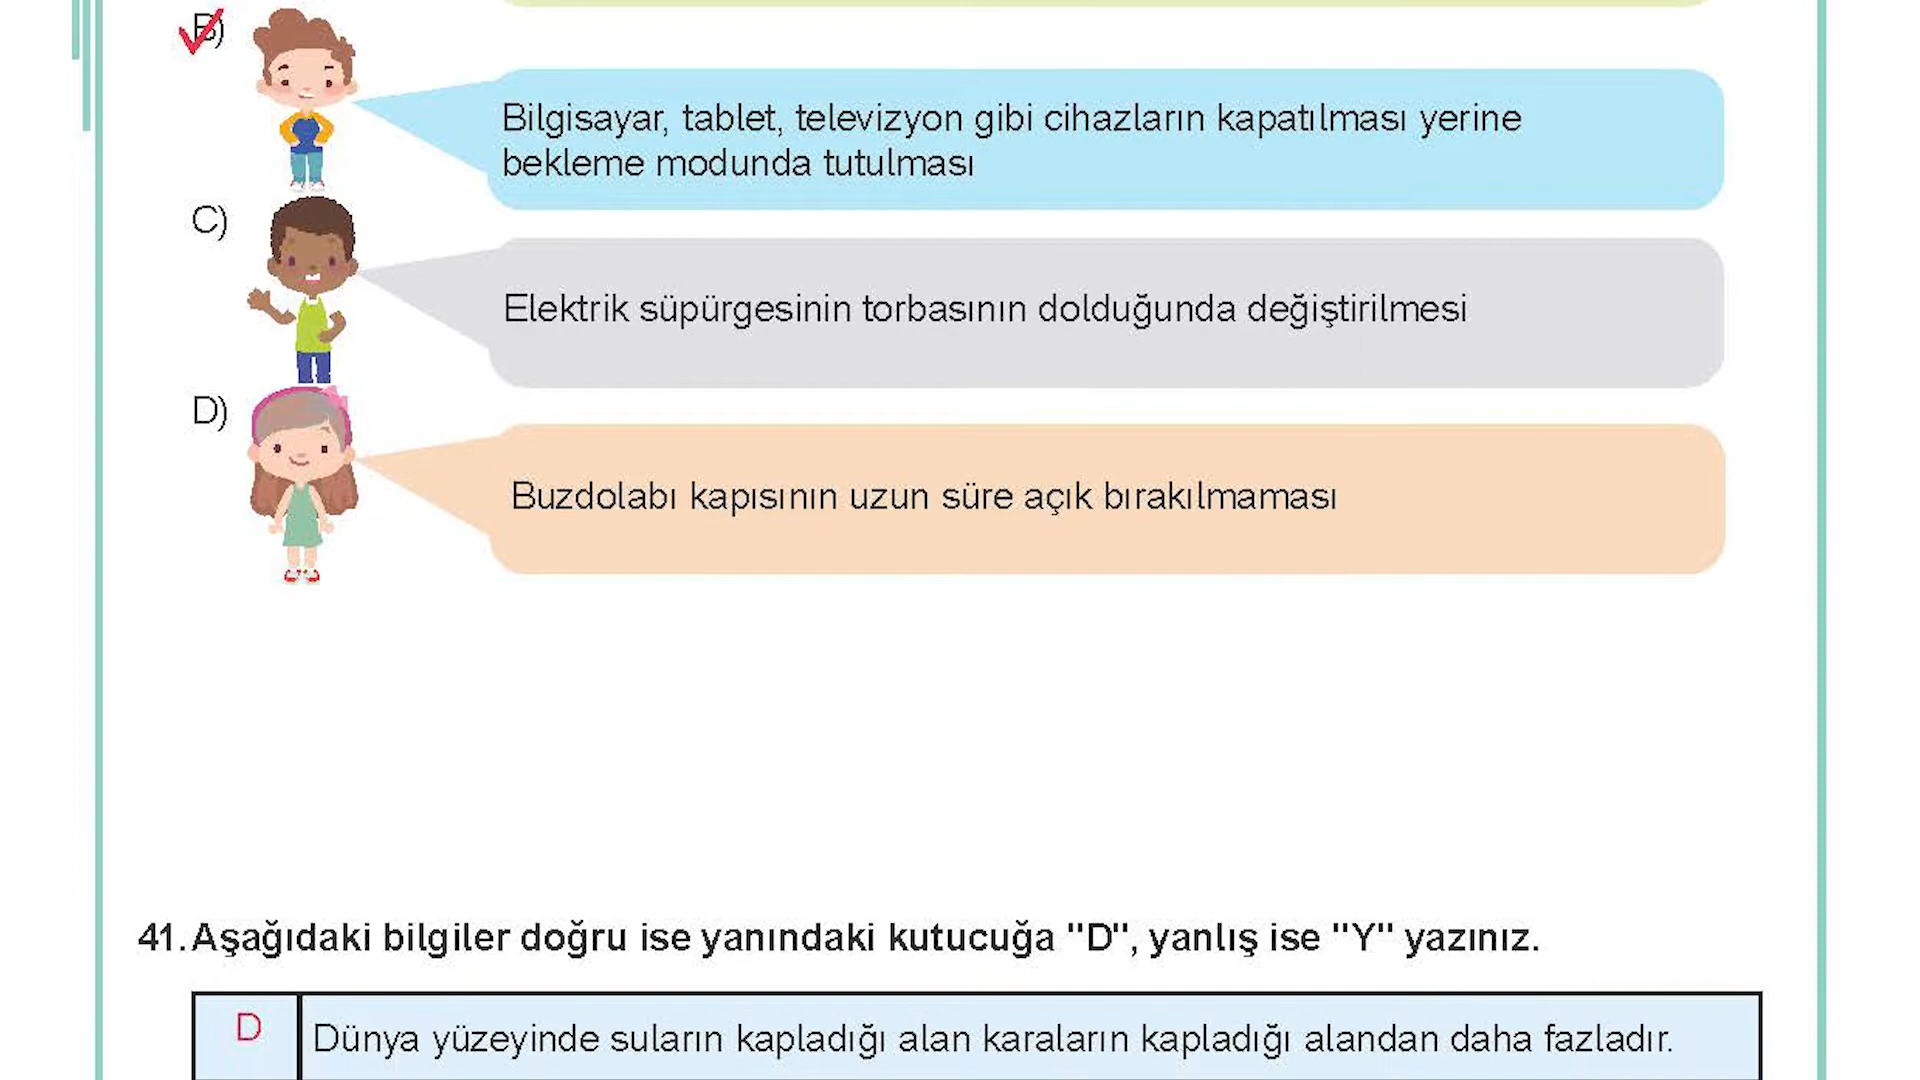 B)
Bilgisayar, tablet, televizyon gibi cihazların kapatılması yerine
bekleme modunda tutulması
C)
Elektrik süpürgesinin torbasının dolduğunda değiştirilmesi
D)
Buzdolabı kapısının uzun süre açık bırakılmaması
41. Aşağıdaki bilgiler doğru ise yanındaki kutucuğa "D", yanlış ise "Y" yazınız.
D
Dünya yüzeyinde suların kapladığı alan karaların kapladığı alandan daha fazladır.